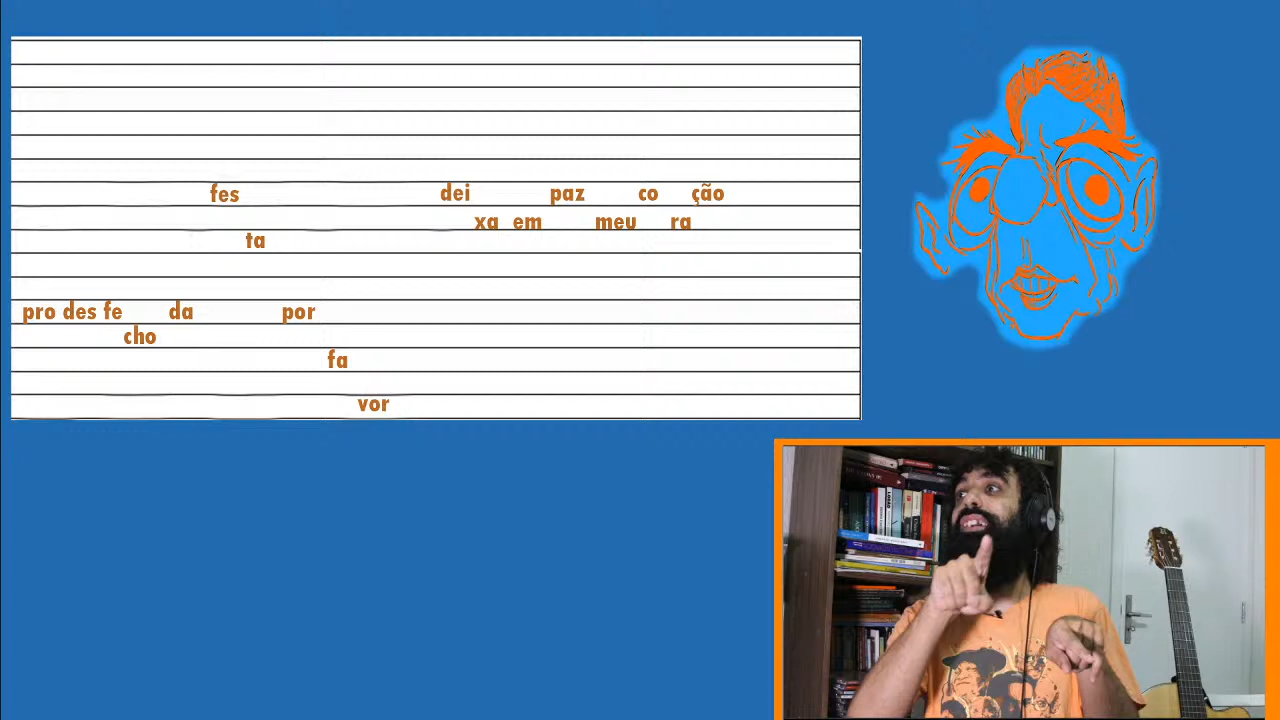 fes dei paz co ção
xa em meu ra
ta
pro des fe da por
cho
fa
vor